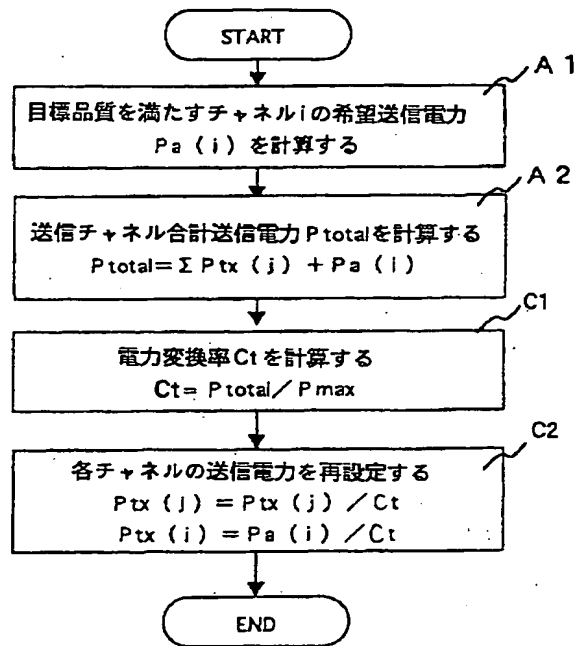 START
A 1
目標品質を満たすチャネルiの希望送信電力
Pa (i) を計算する
A 2
送信チャネル合計送信電力Ptotalを計算する
Ptotal=Σ Ptx (j) + Pa (i)
C1
電力変換率Ctを計算する
Ct= Ptotal/Pmax
C2
各チャネルの送信電力を再設定する
Ptx (j) = Ptx (j) /Ct
Ptx (i) = Pa (i) /Ct
END